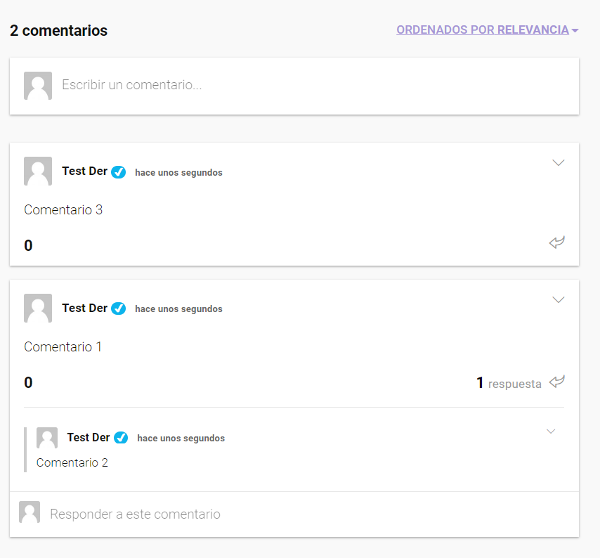 2 comentarios
ORDENADOS POR RELEVANCIA
Escribir un comentario...
Test Der hace unos segundos
Comentario 3
0
Test Der hace unos segundos
Comentario 1
0 1 respuesta
Test Der hace unos segundos
Comentario 2
Responder a este comentario